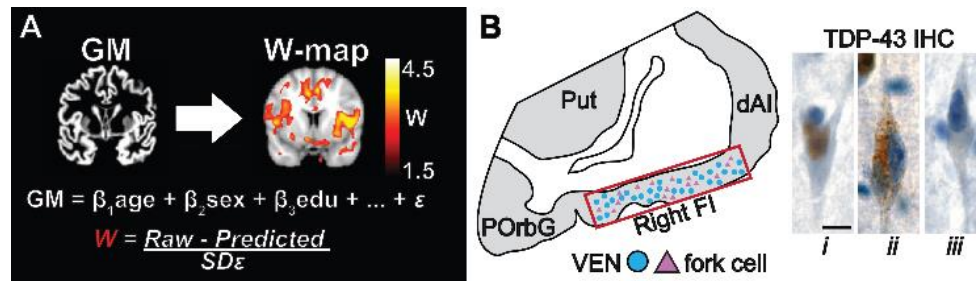 A
GM
W-map
4.5
W
1.5
GM = β₁age + β₂sex + β₃edu + ... + ε
W = Raw - Predicted
SDε
B
TDP-43 IHC
Put
dAI
POrbG
Right FI
VEN fork cell
i ii iii